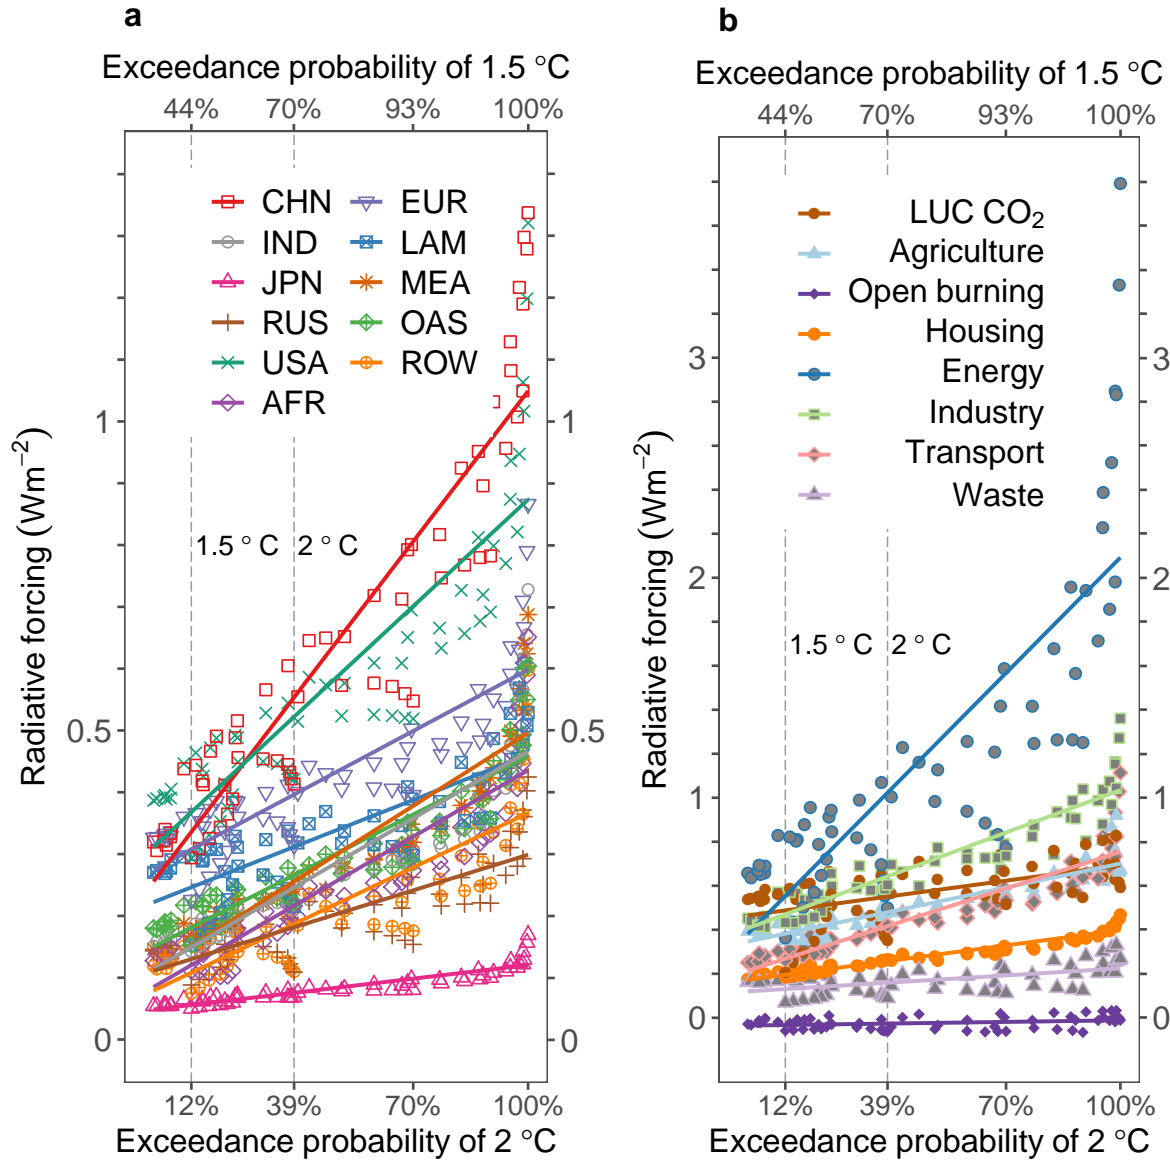 a
Exceedance probability of 1.5 °C
44% 70% 93% 100%
CHN EUR
IND LAM
JPN MEA
RUS OAS
USA ROW
AFR
1 1
1.5 °C 2 °C
0.5 0.5
0 0
Radiative forcing (Wm−2)
12% 39% 70% 100%
Exceedance probability of 2 °C
b
Exceedance probability of 1.5 °C
44% 70% 93% 100%
LUC CO2
Agriculture
Open burning
Housing
3 3
Energy
Industry
Transport
Waste
2 2
1.5 °C 2 °C
1 1
0 0
Radiative forcing (Wm−2)
12% 39% 70% 100%
Exceedance probability of 2 °C